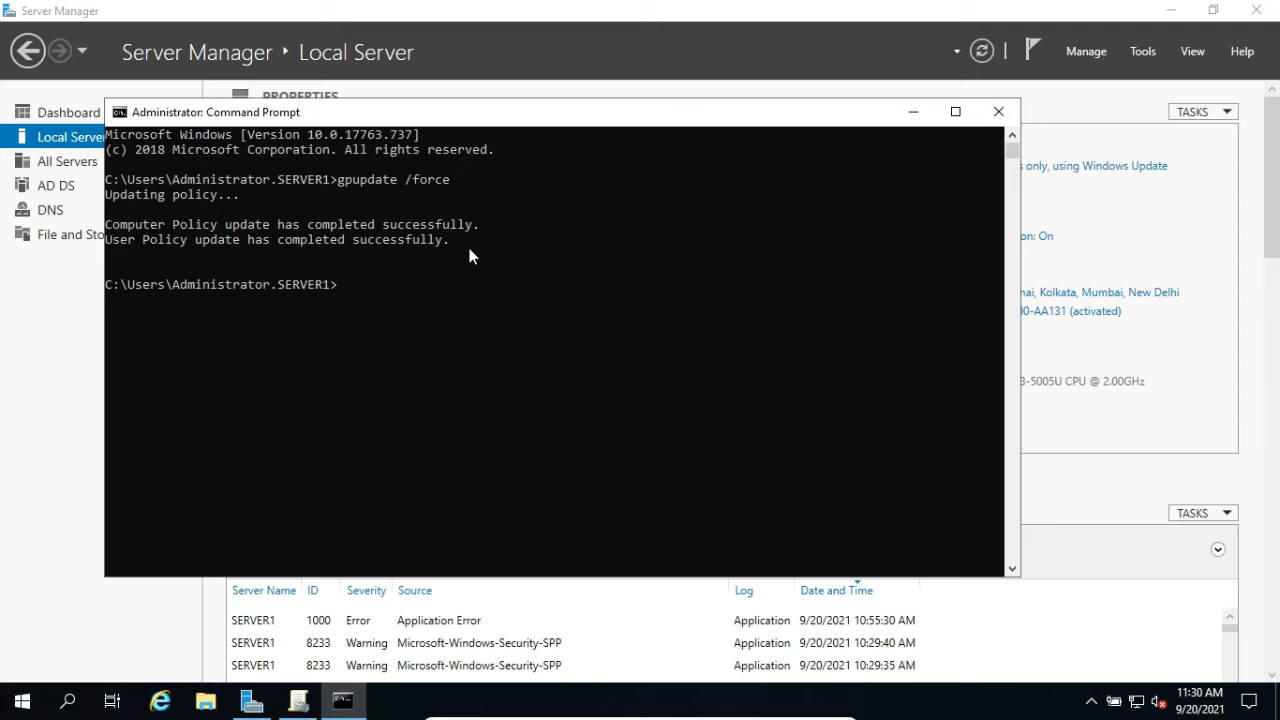 Server Manager
Server Manager ‣ Local Server
Manage Tools View Help
Dashboard
Local Serve
All Servers
AD DS
DNS
File and Sto
PROPERTIES
TASKS
Administrator: Command Prompt
Microsoft Windows [Version 10.0.17763.737]
(c) 2018 Microsoft Corporation. All rights reserved.
C:\Users\Administrator.SERVER1>gpupdate /force
Updating policy...
Computer Policy update has completed successfully.
User Policy update has completed successfully.
C:\Users\Administrator.SERVER1>
s only, using Windows Update
on: On
nai, Kolkata, Mumbai, New Delhi
00-AA131 (activated)
3-5005U CPU @ 2.00GHz
TASKS
Server Name ID Severity Source Log Date and Time
SERVER1 1000 Error Application Error Application 9/20/2021 10:55:30 AM
SERVER1 8233 Warning Microsoft-Windows-Security-SPP Application 9/20/2021 10:29:40 AM
SERVER1 8233 Warning Microsoft-Windows-Security-SPP Application 9/20/2021 10:29:35 AM
11:30 AM
9/20/2021